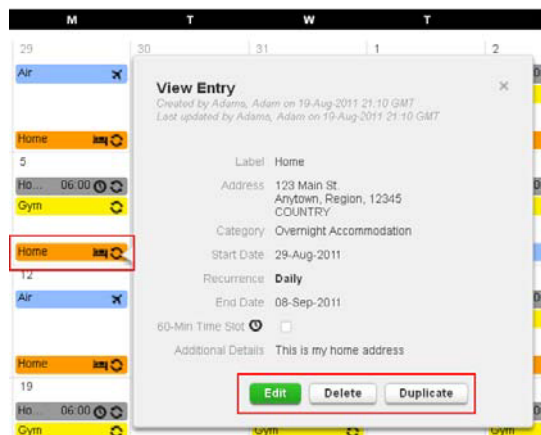 M T W T
29 30 31 1 2
Air
View Entry
Created by Adams, Adam on 19-Aug-2011 21:10 GMT
Last updated by Adams, Adam on 19-Aug-2011 21:10 GMT
Home
5
Label Home
Ho... 06:00
Address 123 Main St.
Gym
Anytown, Region, 12345
COUNTRY
Category Overnight Accommodation
Home
Start Date 29-Aug-2011
12
Recurrence Daily
Air
End Date 08-Sep-2011
60-Min Time Slot
Additional Details This is my home address
Home
19
Edit Delete Duplicate
Ho... 06:00
Gym Gym Gym